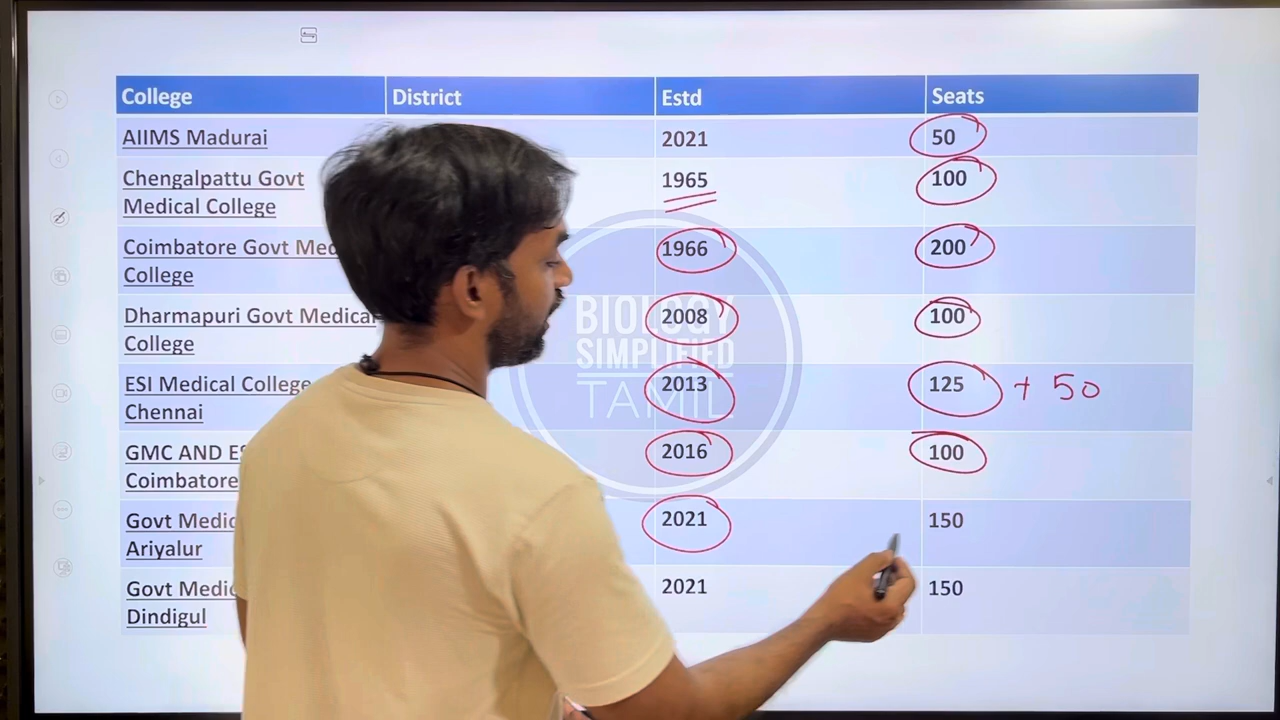 College District Estd Seats
AIIMS Madurai 2021 50
Chengalpattu Govt 1965 100
Medical College
Coimbatore Govt Med 1966 200
College
Dharmapuri Govt Medical 2008 100
College
ESI Medical College 2013 125 + 50
Chennai
GMC AND ES 2016 100
Coimbatore
Govt Medic 2021 150
Ariyalur
Govt Medic 2021 150
Dindigul
BIOLOGY
SIMPLIFIED
TAMIL